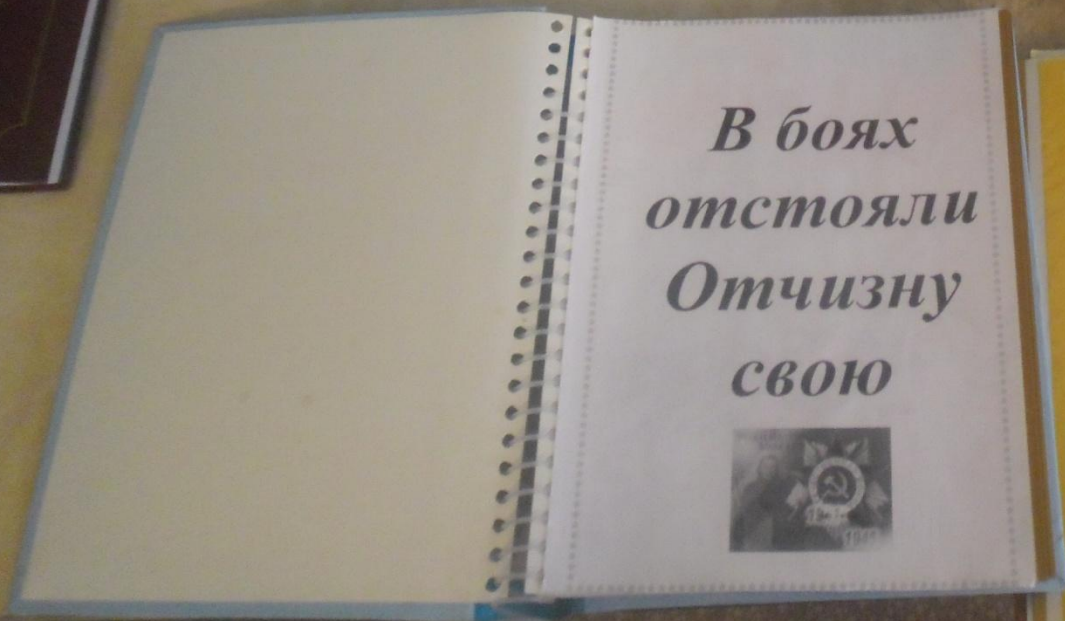 В боях
отстояли
Отчизну
свою